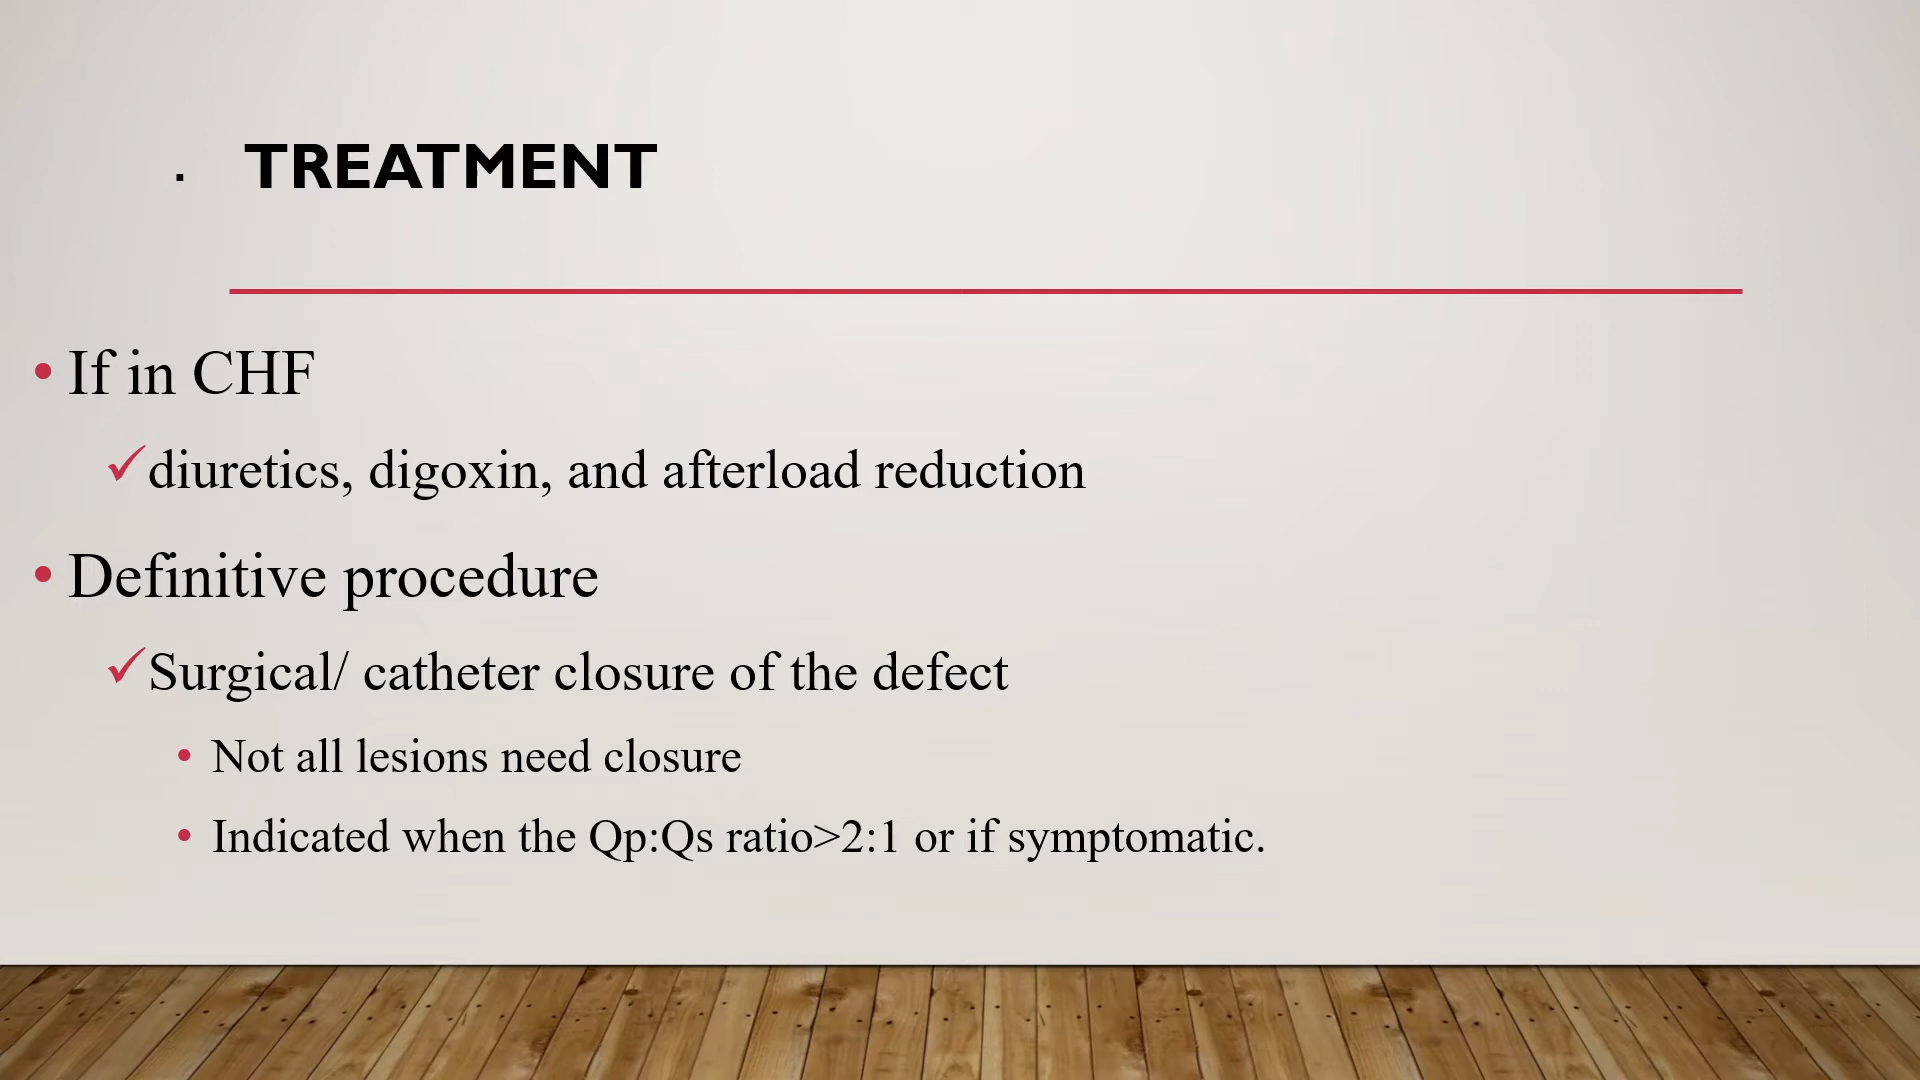 . TREATMENT
• If in CHF
✓diuretics, digoxin, and afterload reduction
• Definitive procedure
✓Surgical/ catheter closure of the defect
• Not all lesions need closure
• Indicated when the Qp:Qs ratio>2:1 or if symptomatic.